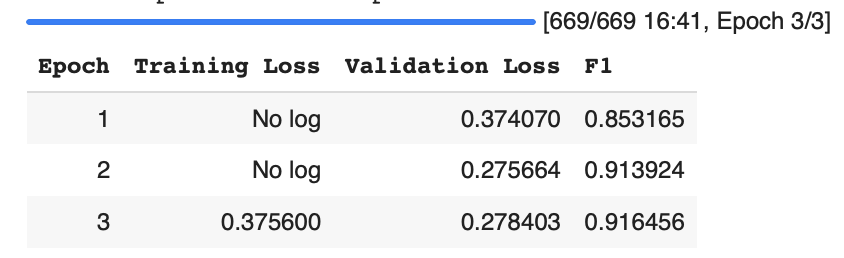 [669/669 16:41, Epoch 3/3]
Epoch Training Loss Validation Loss F1
1 No log 0.374070 0.853165
2 No log 0.275664 0.913924
3 0.375600 0.278403 0.916456